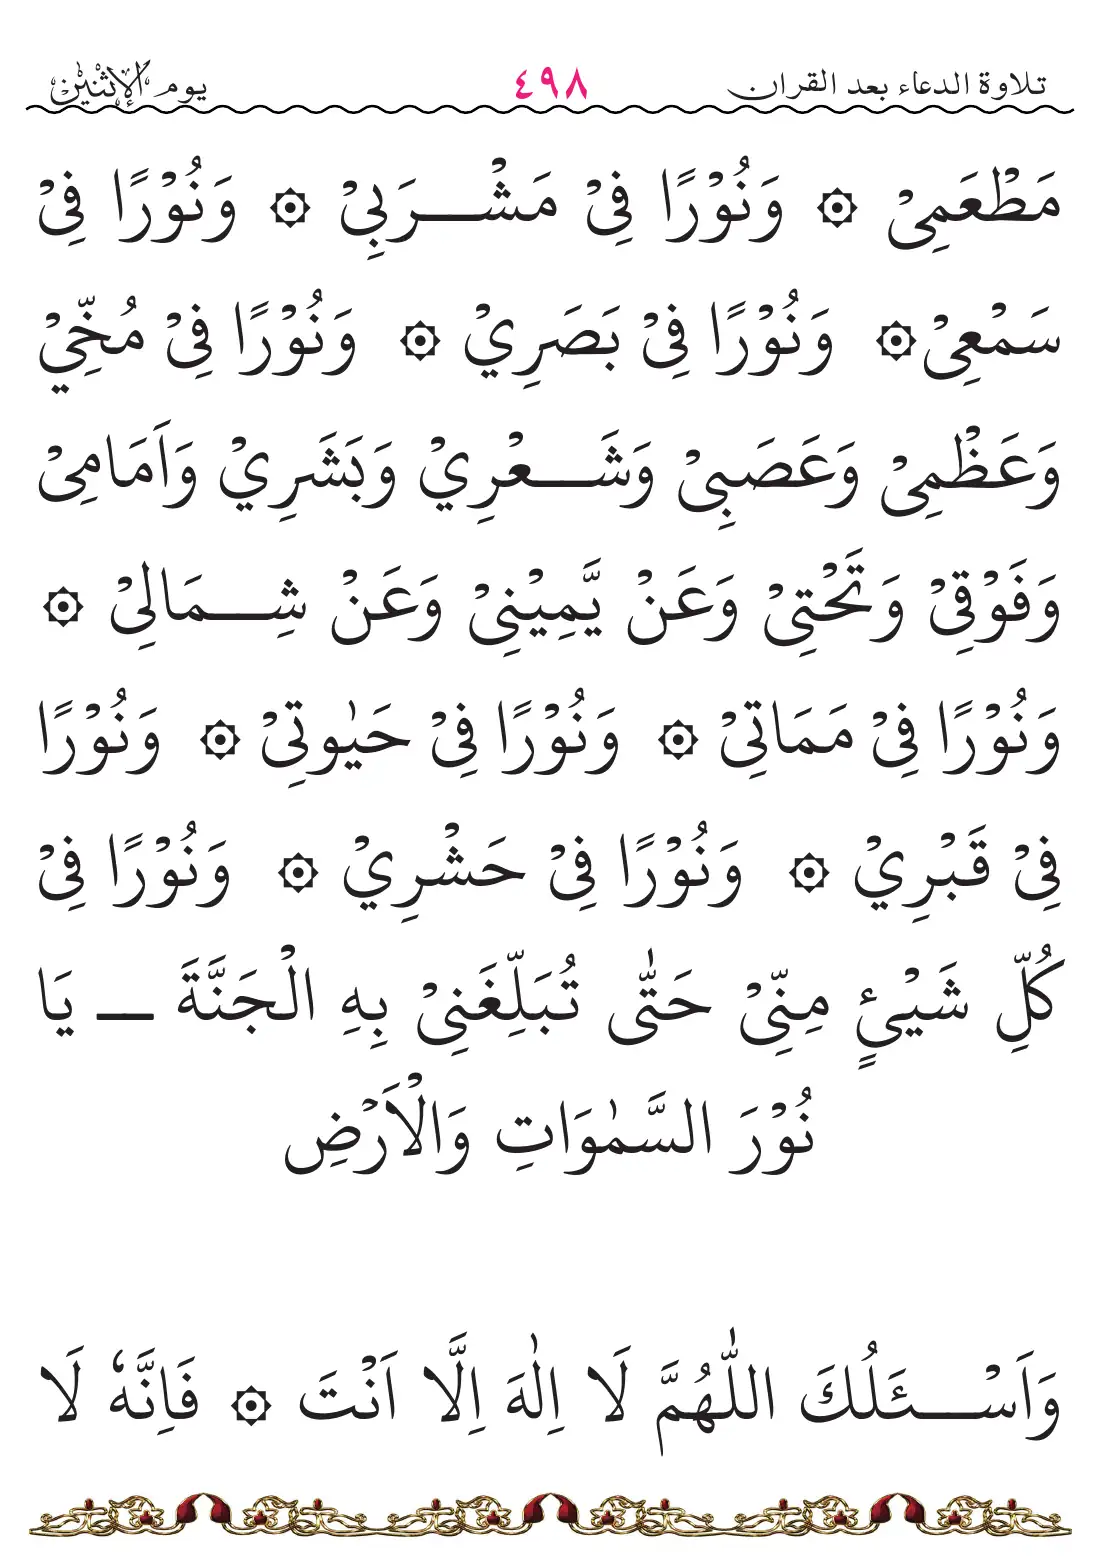 تلاوة الدعاء بعد القران ٤٩٨ يوم الإثنين
مَطْعَمِىْ ۞ وَنُوْرًا فِىْ مَشْــرَبِىْ ۞ وَنُوْرًا فِىْ
سَمْعِىْ ۞ وَنُوْرًا فِىْ بَصَرِيْ ۞ وَنُوْرًا فِىْ مُخِّيْ
وَعَظْمِىْ وَعَصَبِىْ وَشَــعْرِيْ وَبَشَرِيْ وَاَمَامِىْ
وَفَوْقِىْ وَتَحْتِىْ وَعَنْ يَّمِيْنِىْ وَعَنْ شِــمَالِىْ ۞
وَنُوْرًا فِىْ مَمَاتِىْ ۞ وَنُوْرًا فِىْ حَيٰوتِىْ ۞ وَنُوْرًا
فِىْ قَبْرِيْ ۞ وَنُوْرًا فِىْ حَشْرِيْ ۞ وَنُوْرًا فِىْ
كُلِّ شَيْئٍ مِنِّىْ حَتّٰى تُبَلِّغَنِىْ بِهِ الْجَنَّةَ ــ يَا
نُوْرَ السَّمٰوَاتِ وَالْاَرْضِ
وَاَسْــئَلُكَ اللّٰهُمَّ لَا اِلٰهَ اِلَّا اَنْتَ ۞ فَاِنَّهٗ لَا